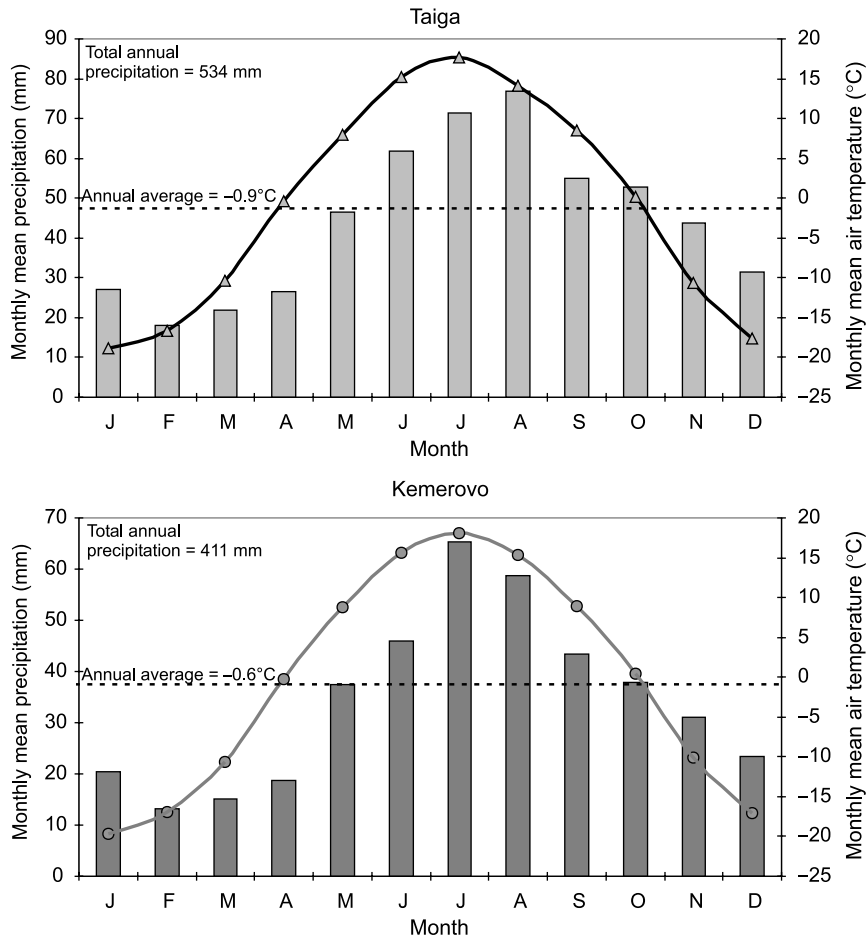 Taiga
Total annual
precipitation = 534 mm
Annual average = –0.9°C
Monthly mean precipitation (mm)
90
80
70
60
50
40
30
20
10
0
Monthly mean air temperature (°C)
20
15
10
5
0
–5
–10
–15
–20
–25
J F M A M J J A S O N D
Month
Kemerovo
Total annual
precipitation = 411 mm
Annual average = –0.6°C
Monthly mean precipitation (mm)
70
60
50
40
30
20
10
0
Monthly mean air temperature (°C)
20
15
10
5
0
–5
–10
–15
–20
–25
J F M A M J J A S O N D
Month